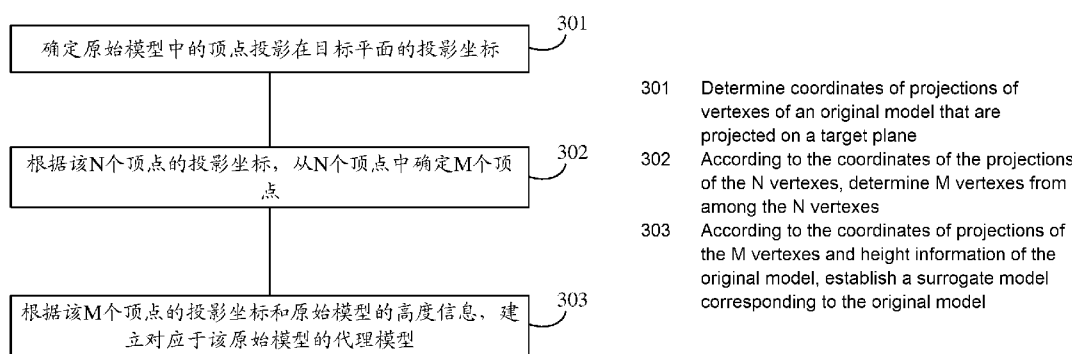 301
确定原始模型中的顶点投影在目标平面的投影坐标
302
根据该N个顶点的投影坐标，从N个顶点中确定M个顶
点
303
根据该M个顶点的投影坐标和原始模型的高度信息，建
立对应于该原始模型的代理模型
301 Determine coordinates of projections of
vertexes of an original model that are
projected on a target plane
302 According to the coordinates of the projections
of the N vertexes, determine M vertexes from
among the N vertexes
303 According to the coordinates of projections of
the M vertexes and height information of the
original model, establish a surrogate model
corresponding to the original model